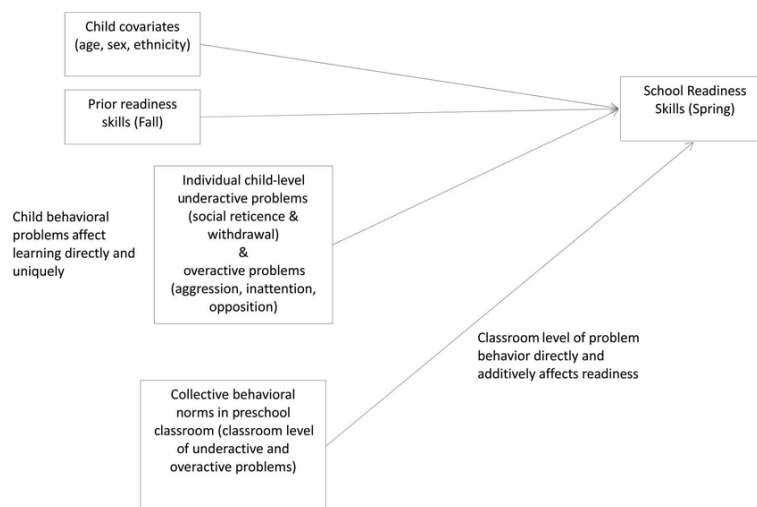 Child covariates
(age, sex, ethnicity)
School Readiness
Skills (Spring)
Prior readiness
skills (Fall)
Individual child-level
underactive problems
(social reticence &
withdrawal)
&
overactive problems
(aggression, inattention,
opposition)
Child behavioral
problems affect
learning directly and
uniquely
Classroom level of problem
behavior directly and
additively affects readiness
Collective behavioral
norms in preschool
classroom (classroom level
of underactive and
overactive problems)